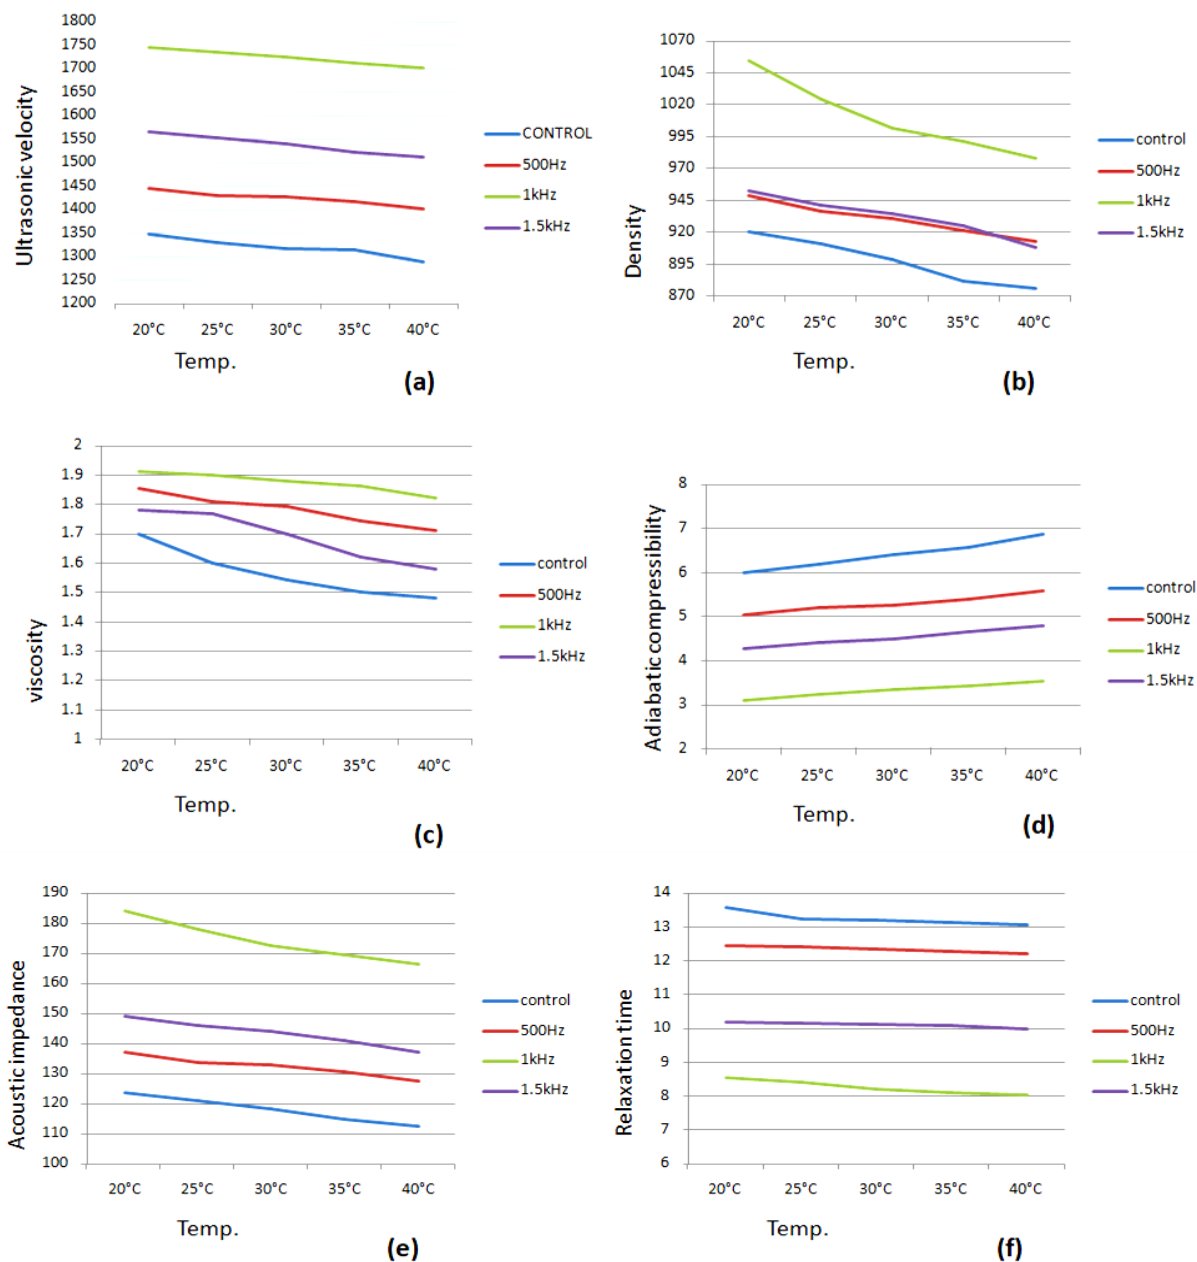 1800
1750
1700
1650
1600
1550
1500
1450
1400
1350
1300
1250
1200
Ultrasonic velocity
20°C 25°C 30°C 35°C 40°C
Temp.
CONTROL
500Hz
1kHz
1.5kHz
(a)
1070
1045
1020
995
970
945
920
895
870
Density
20°C 25°C 30°C 35°C 40°C
Temp.
control
500Hz
1kHz
1.5kHz
(b)
2
1.9
1.8
1.7
1.6
1.5
1.4
1.3
1.2
1.1
1
viscosity
20°C 25°C 30°C 35°C 40°C
Temp.
control
500Hz
1kHz
1.5kHz
(c)
8
7
6
5
4
3
2
Adiabatic compressibility
20°C 25°C 30°C 35°C 40°C
Temp.
control
500Hz
1kHz
1.5kHz
(d)
190
180
170
160
150
140
130
120
110
100
Acoustic impedance
20°C 25°C 30°C 35°C 40°C
Temp.
control
500Hz
1kHz
1.5kHz
(e)
14
13
12
11
10
9
8
7
6
Relaxation time
20°C 25°C 30°C 35°C 40°C
Temp.
control
500Hz
1kHz
1.5kHz
(f)